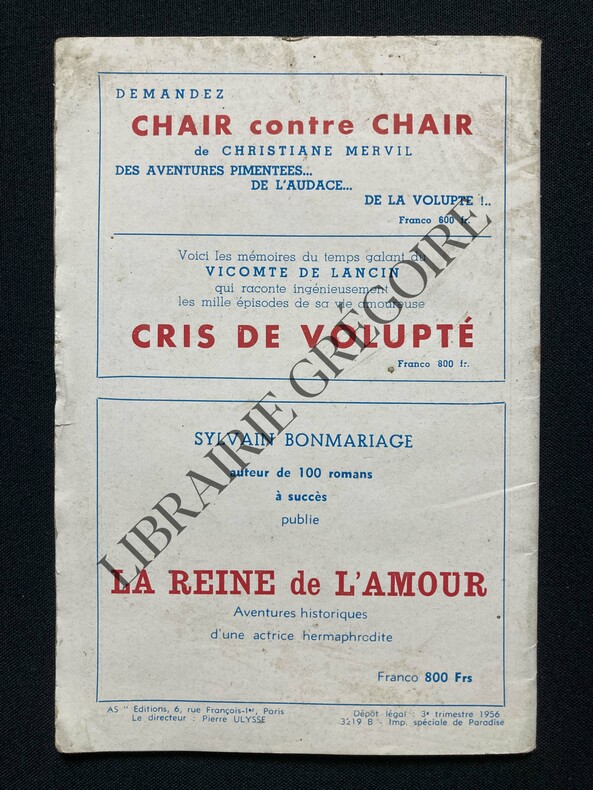 DEMANDEZ
CHAIR contre CHAIR
de CHRISTIANE MERVIL
DES AVENTURES PIMENTEES...
DE L'AUDACE...
DE LA VOLUPTE !..
Franco 600 fr.
Voici les mémoires du temps galant du
VICOMTE DE LANCIN
qui raconte ingénieusement
les mille épisodes de sa vie amoureuse
CRIS DE VOLUPTÉ
Franco 800 fr.
SYLVAIN BONMARIAGE
auteur de 100 romans
à succès
publie
LA REINE de L'AMOUR
Aventures historiques
d'une actrice hermaphrodite
Franco 800 Frs
AS " Editions, 6, rue François-1er, Paris
Le directeur : Pierre ULYSSE
Dépôt légal : 3e trimestre 1956
3219 B - Imp. spéciale de Paradise
LIBRAIRIE GRÉGOIRE